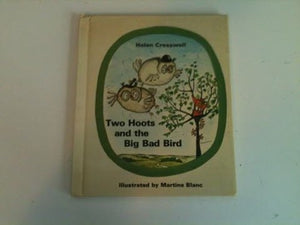 Helen Cresswell
Two Hoots
and the
Big Bad Bird
Illustrated by Martine Blanc